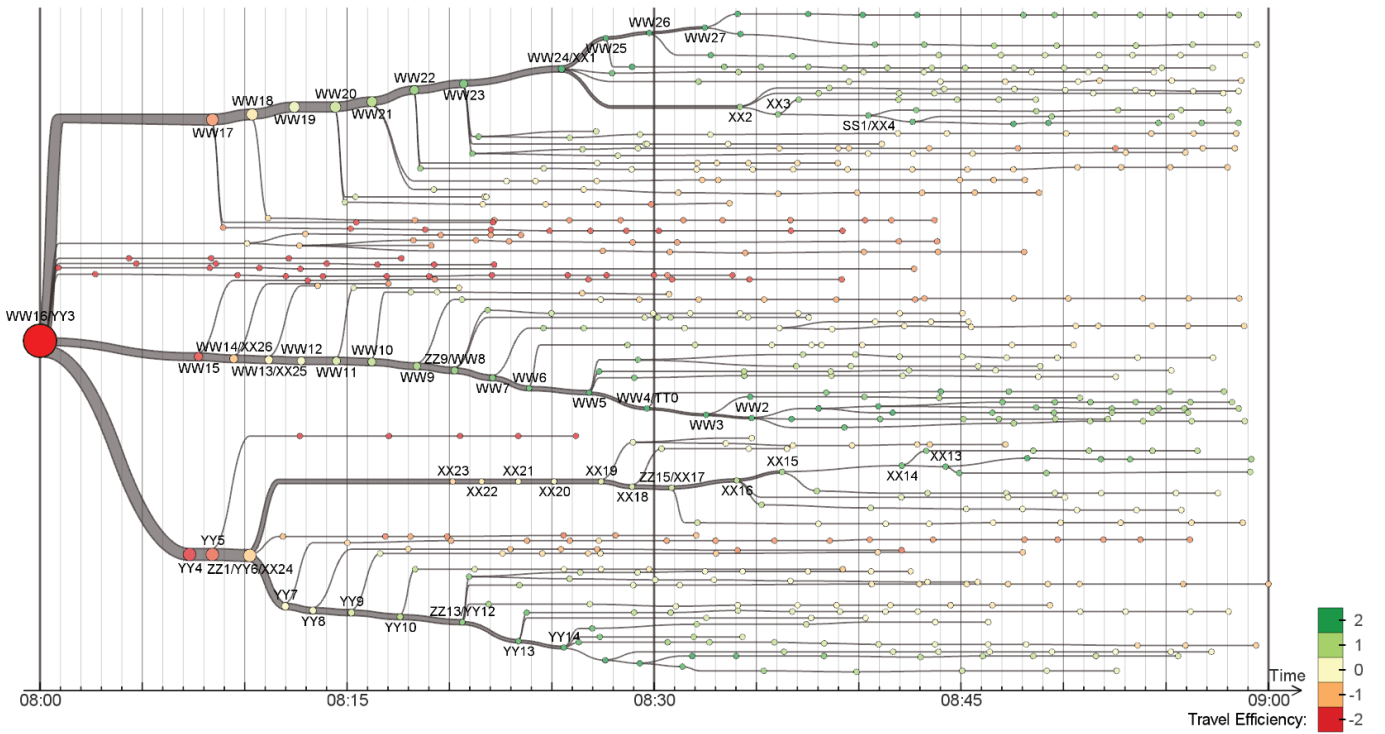 WW26
WW27
WW25
WW24/XX1
WW22
WW23
WW20
WW21
WW18
WW19
WW17
XX3
XX2
SS1/XX4
WW16/YY3
WW14/XX26
WW15
WW12
WW13/XX25
WW11
WW10
WW9
ZZ9/WW8
WW7
WW6
WW5
WW4/TT0
WW3
WW2
XX23
XX22
XX21
XX20
XX19
XX18
ZZ15/XX17
XX16
XX15
XX14
XX13
YY5
YY4
ZZ1/YY6/XX24
YY7
YY8
YY9
YY10
ZZ13/YY12
YY13
YY14
Time
08:00 08:15 08:30 08:45 09:00
Travel Efficiency:
2
1
0
-1
-2